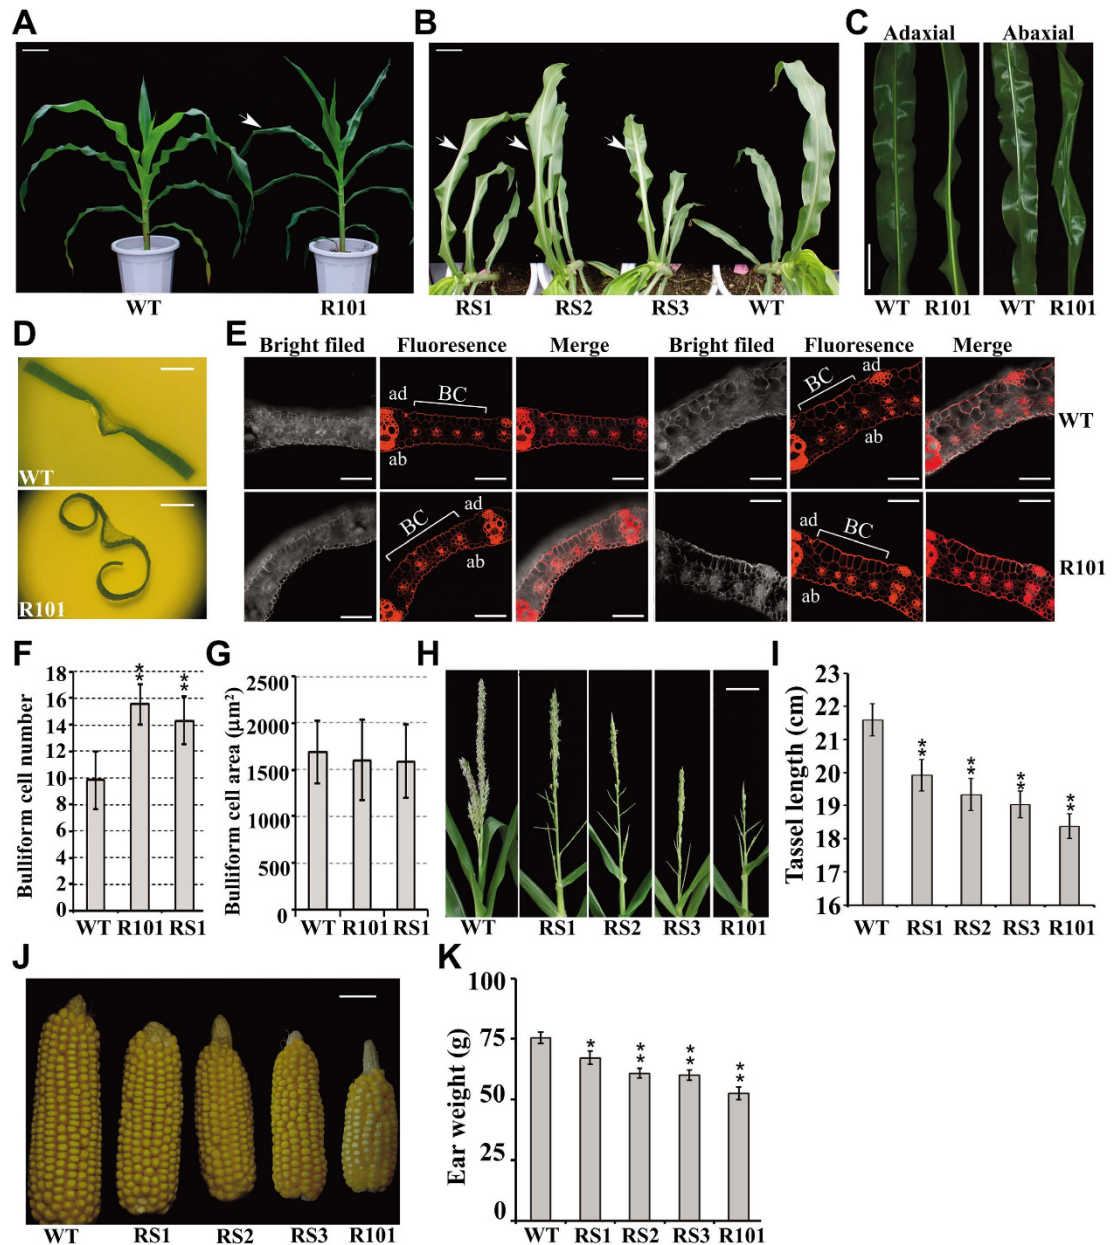 A
WT
R101
B
RS1 RS2 RS3 WT
C
Adaxial Abaxial
WT R101 WT R101
D
WT
R101
E
Bright filed Fluoresence Merge Bright filed Fluoresence Merge
ad BC
ab
BC ad
ab
WT
BC ad
ab
ad BC
ab
R101
F
Bulliform cell number
18
16
14
12
10
8
6
4
2
0
**
**
WT R101 RS1
G
Bulliform cell area (μm²)
2500
2000
1500
1000
500
0
WT R101 RS1
H
WT RS1 RS2 RS3 R101
I
Tassel length (cm)
23
22
21
20
19
18
17
16
**
**
**
**
WT RS1 RS2 RS3 R101
J
WT RS1 RS2 RS3 R101
K
Ear weight (g)
100
75
50
25
0
*
**
**
**
WT RS1 RS2 RS3 R101